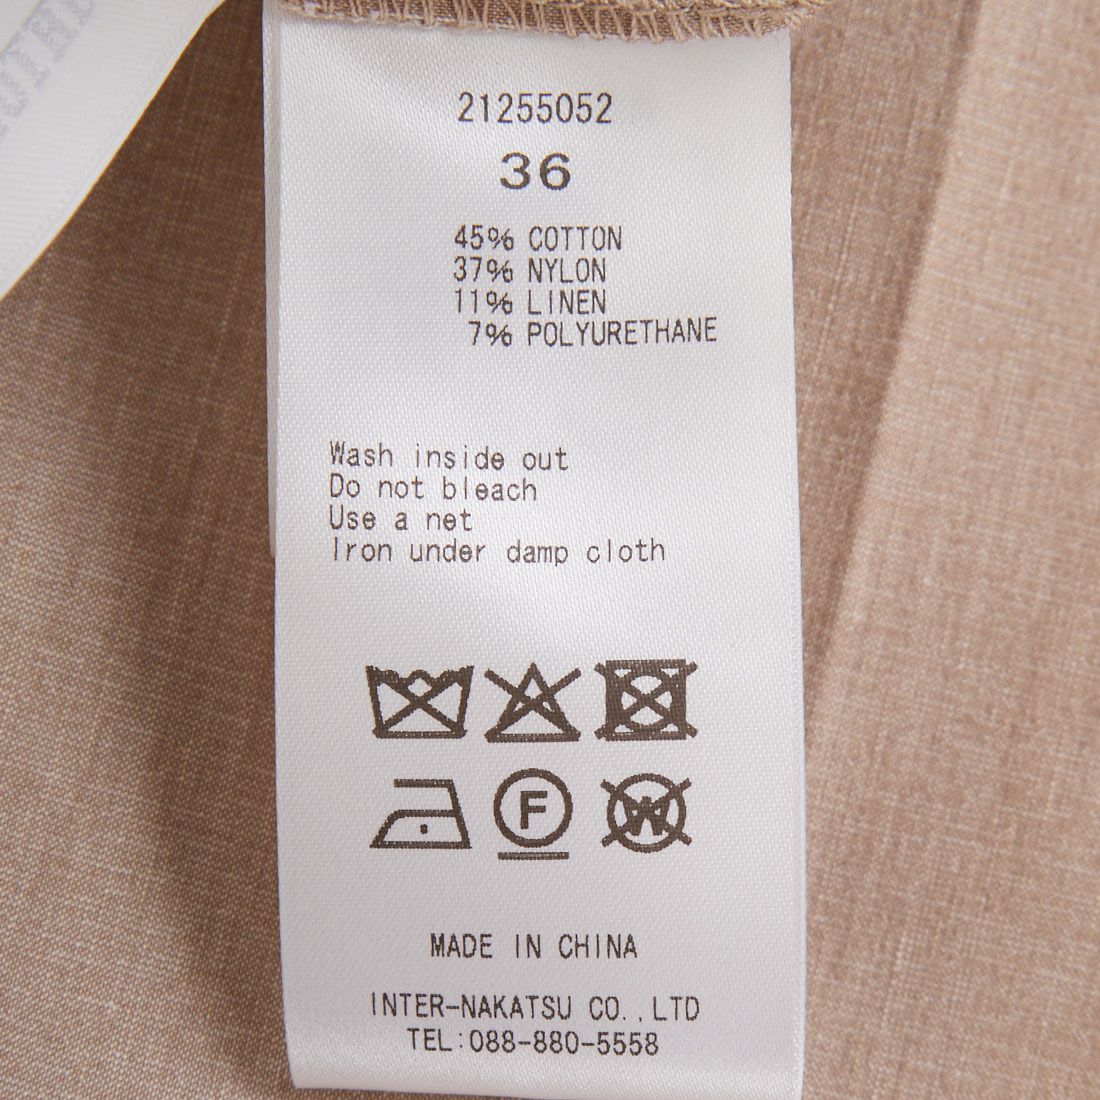 21255052
36
45% COTTON
37% NYLON
11% LINEN
7% POLYURETHANE
Wash inside out
Do not bleach
Use a net
Iron under damp cloth
F
W
MADE IN CHINA
INTER-NAKATSU CO.,LTD
TEL:088-880-5558